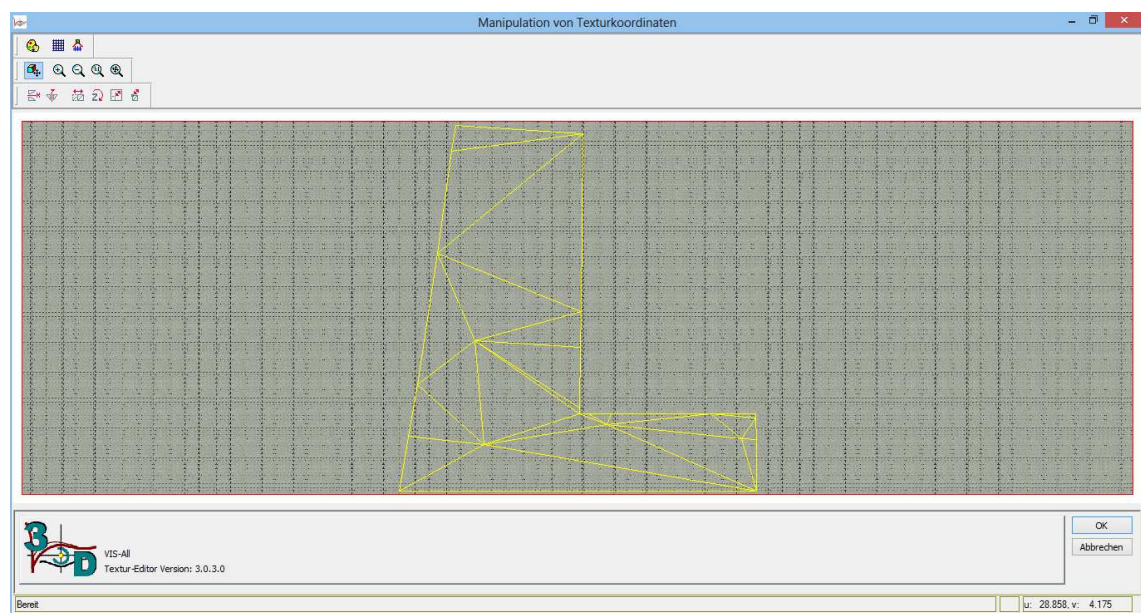 Manipulation von Texturkoordinaten
3D
VIS-All
Textur-Editor Version: 3.0.3.0
OK
Abbrechen
Bereit
u: 28.858, v: 4.175